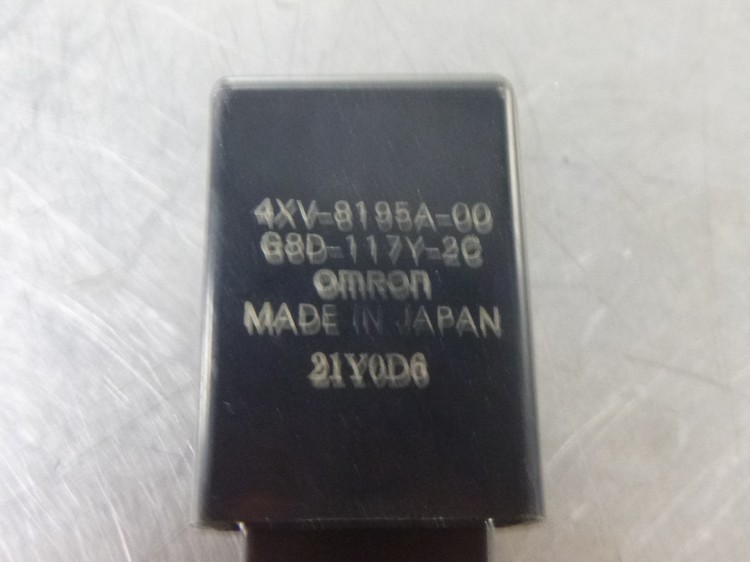 4XV-8195A-00
G8D-117Y-2C
OMRON
MADE IN JAPAN
21Y0D6